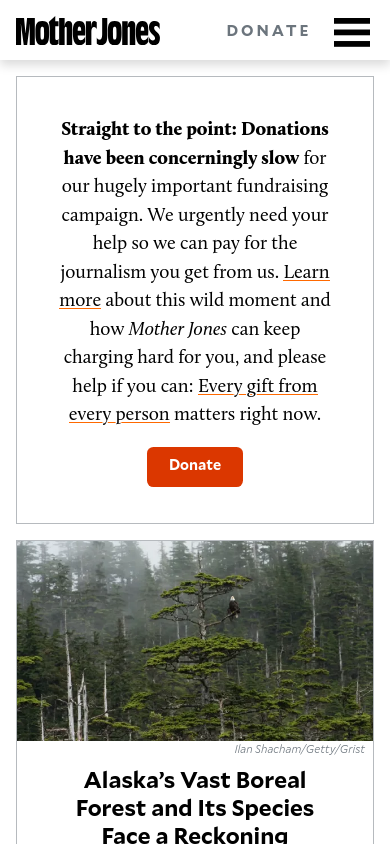 Mother Jones
DONATE
Straight to the point: Donations
have been concerningly slow for
our hugely important fundraising
campaign. We urgently need your
help so we can pay for the
journalism you get from us. Learn
more about this wild moment and
how Mother Jones can keep
charging hard for you, and please
help if you can: Every gift from
every person matters right now.
Donate
Ilan Shacham/Getty/Grist
Alaska's Vast Boreal
Forest and Its Species
Face a Reckoning